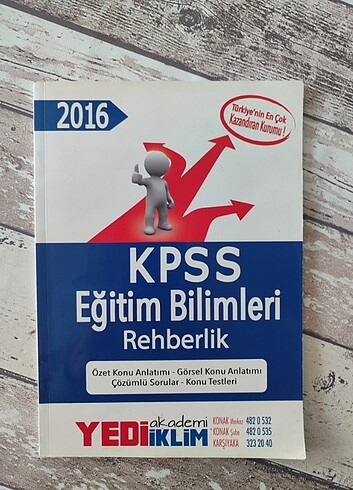 2016
Türkiye'nin En Çok
Kazandıran Kurumu !
KPSS
Eğitim Bilimleri
Rehberlik
Özet Konu Anlatımı - Görsel Konu Anlatımı
Çözümlü Sorular - Konu Testleri
akademi
YEDİ İKLİM
KONAK Merkez 482 0 532
KONAK Şube 482 0 535
KARŞIYAKA 323 20 40